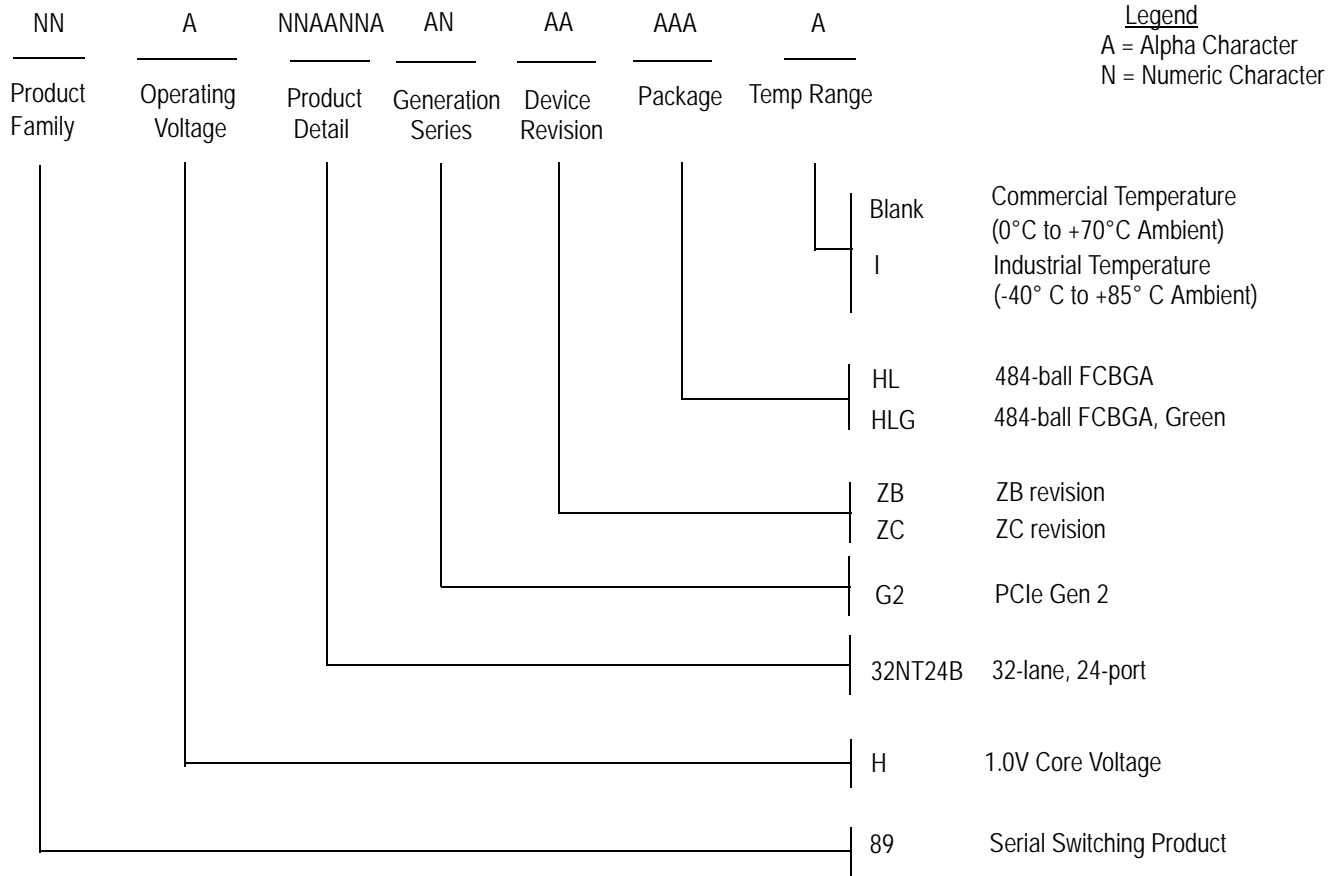 NN A NNAANNA AN AA AAA A
Legend
A = Alpha Character
N = Numeric Character
Product Family
Operating Voltage
Product Detail
Generation Series
Device Revision
Package
Temp Range
Blank Commercial Temperature
(0°C to +70°C Ambient)
I Industrial Temperature
(-40° C to +85° C Ambient)
HL 484-ball FCBGA
HLG 484-ball FCBGA, Green
ZB ZB revision
ZC ZC revision
G2 PCIe Gen 2
32NT24B 32-lane, 24-port
H 1.0V Core Voltage
89 Serial Switching Product